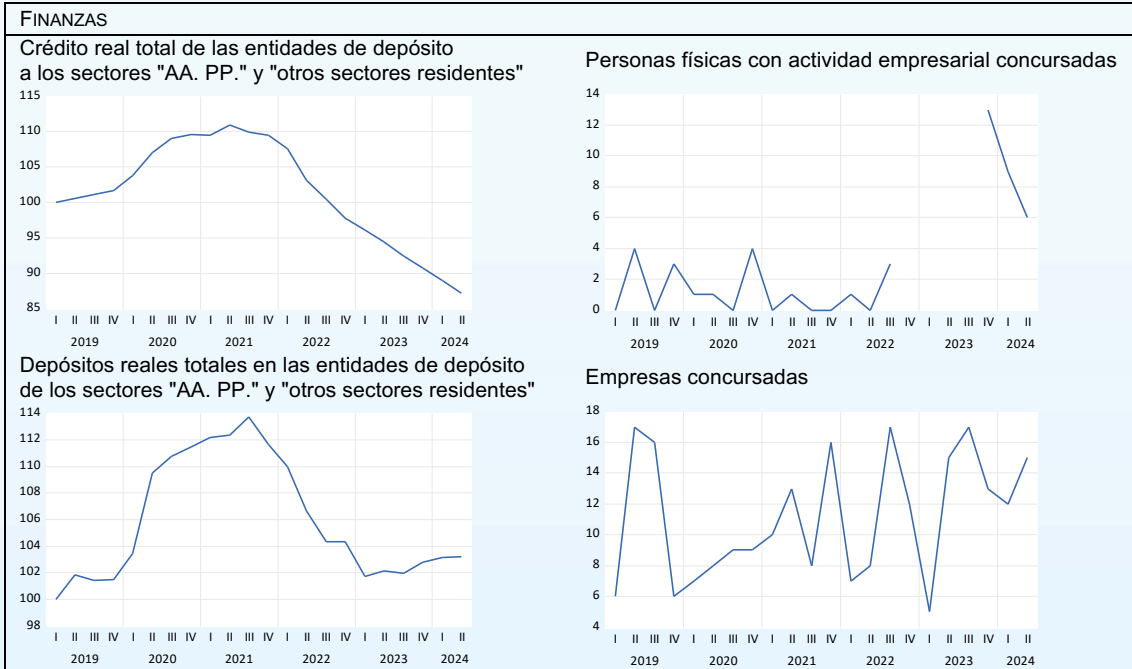 FINANZAS
Crédito real total de las entidades de depósito
a los sectores "AA. PP." y "otros sectores residentes"
115
110
105
100
95
90
85
I II III IV I II III IV I II III IV I II III IV I II III IV I II
2019 2020 2021 2022 2023 2024
Personas físicas con actividad empresarial concursadas
14
12
10
8
6
4
2
0
I II III IV I II III IV I II III IV I II III IV I II III IV I II
2019 2020 2021 2022 2023 2024
Depósitos reales totales en las entidades de depósito
de los sectores "AA. PP." y "otros sectores residentes"
114
112
110
108
106
104
102
100
98
I II III IV I II III IV I II III IV I II III IV I II III IV I II
2019 2020 2021 2022 2023 2024
Empresas concursadas
18
16
14
12
10
8
6
4
I II III IV I II III IV I II III IV I II III IV I II III IV I II
2019 2020 2021 2022 2023 2024